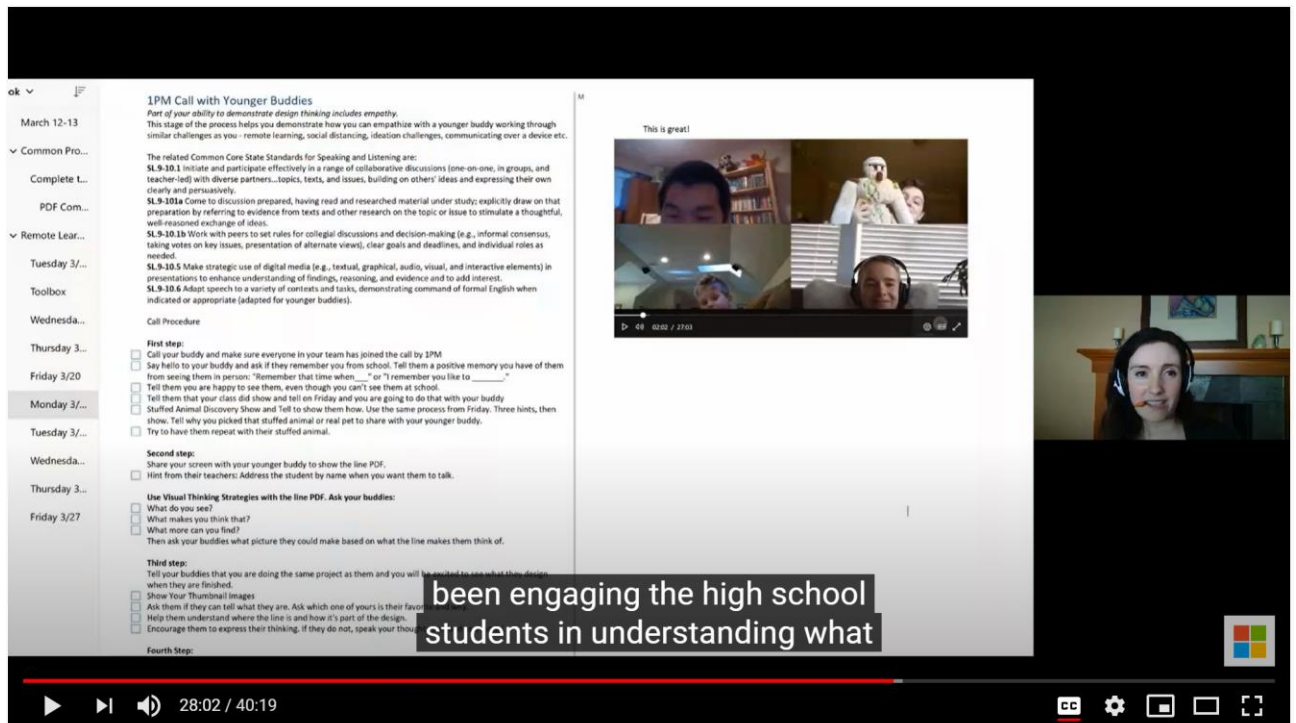 ok
March 12-13
Common Pro...
Complete t...
PDF Com...
Remote Lear...
Tuesday 3/...
Toolbox
Wednesda...
Thursday 3...
Friday 3/20
Monday 3/...
Tuesday 3/...
Wednesda...
Thursday 3...
Friday 3/27
1PM Call with Younger Buddies
Part of your ability to demonstrate design thinking includes empathy.
This stage of the process helps you demonstrate how you can empathize with a younger buddy working through
similar challenges as you - remote learning, social distancing, ideation challenges, communicating over a device etc.
The related Common Core State Standards for Speaking and Listening are:
SL.9-10.1 Initiate and participate effectively in a range of collaborative discussions (one-on-one, in groups, and
teacher-led) with diverse partners...topics, texts, and issues, building on others' ideas and expressing their own
clearly and persuasively.
SL.9-101a Come to discussion prepared, having read and researched material under study; explicitly draw on that
preparation by referring to evidence from texts and other research on the topic or issue to stimulate a thoughtful,
well-reasoned exchange of ideas.
SL.9-10.1b Work with peers to set rules for collegial discussions and decision-making (e.g., informal consensus,
taking votes on key issues, presentation of alternate views), clear goals and deadlines, and individual roles as
needed.
SL.9-10.5 Make strategic use of digital media (e.g., textual, graphical, audio, visual, and interactive elements) in
presentations to enhance understanding of findings, reasoning, and evidence and to add interest.
SL.9-10.6 Adapt speech to a variety of contexts and tasks, demonstrating command of formal English when
indicated or appropriate (adapted for younger buddies).
Call Procedure
First step:
Call your buddy and make sure everyone in your team has joined the call by 1PM
Say hello to your buddy and ask if they remember you from school. Tell them a positive memory you have of them
from seeing them in person: "Remember that time when___" or "I remember you like to _______."
Tell them you are happy to see them, even though you can't see them at school.
Tell them that your class did show and tell on Friday and you are going to do that with your buddy
Stuffed Animal Discovery Show and Tell to show them how. Use the same process from Friday. Three hints, then
show. Tell why you picked that stuffed animal or real pet to share with your younger buddy.
Try to have them repeat with their stuffed animal.
Second step:
Share your screen with your younger buddy to show the line PDF.
Hint from their teachers: Address the student by name when you want them to talk.
Use Visual Thinking Strategies with the line PDF. Ask your buddies:
What do you see?
What makes you think that?
What more can you find?
Then ask your buddies what picture they could make based on what the line makes them think of.
Third step:
Tell your buddies that you are doing the same project as them and you will be excited to see what they design
when they are finished.
Show Your Thumbnail Images
Ask them if they can tell what they are. Ask which one of yours is their
Help them understand where the line is and how it's part of the design.
Encourage them to express their thinking. If they do not, speak your
Fourth Step:
This is great!
02:02 / 27:03
been engaging the high school
students in understanding what
28:02 / 40:19
CC